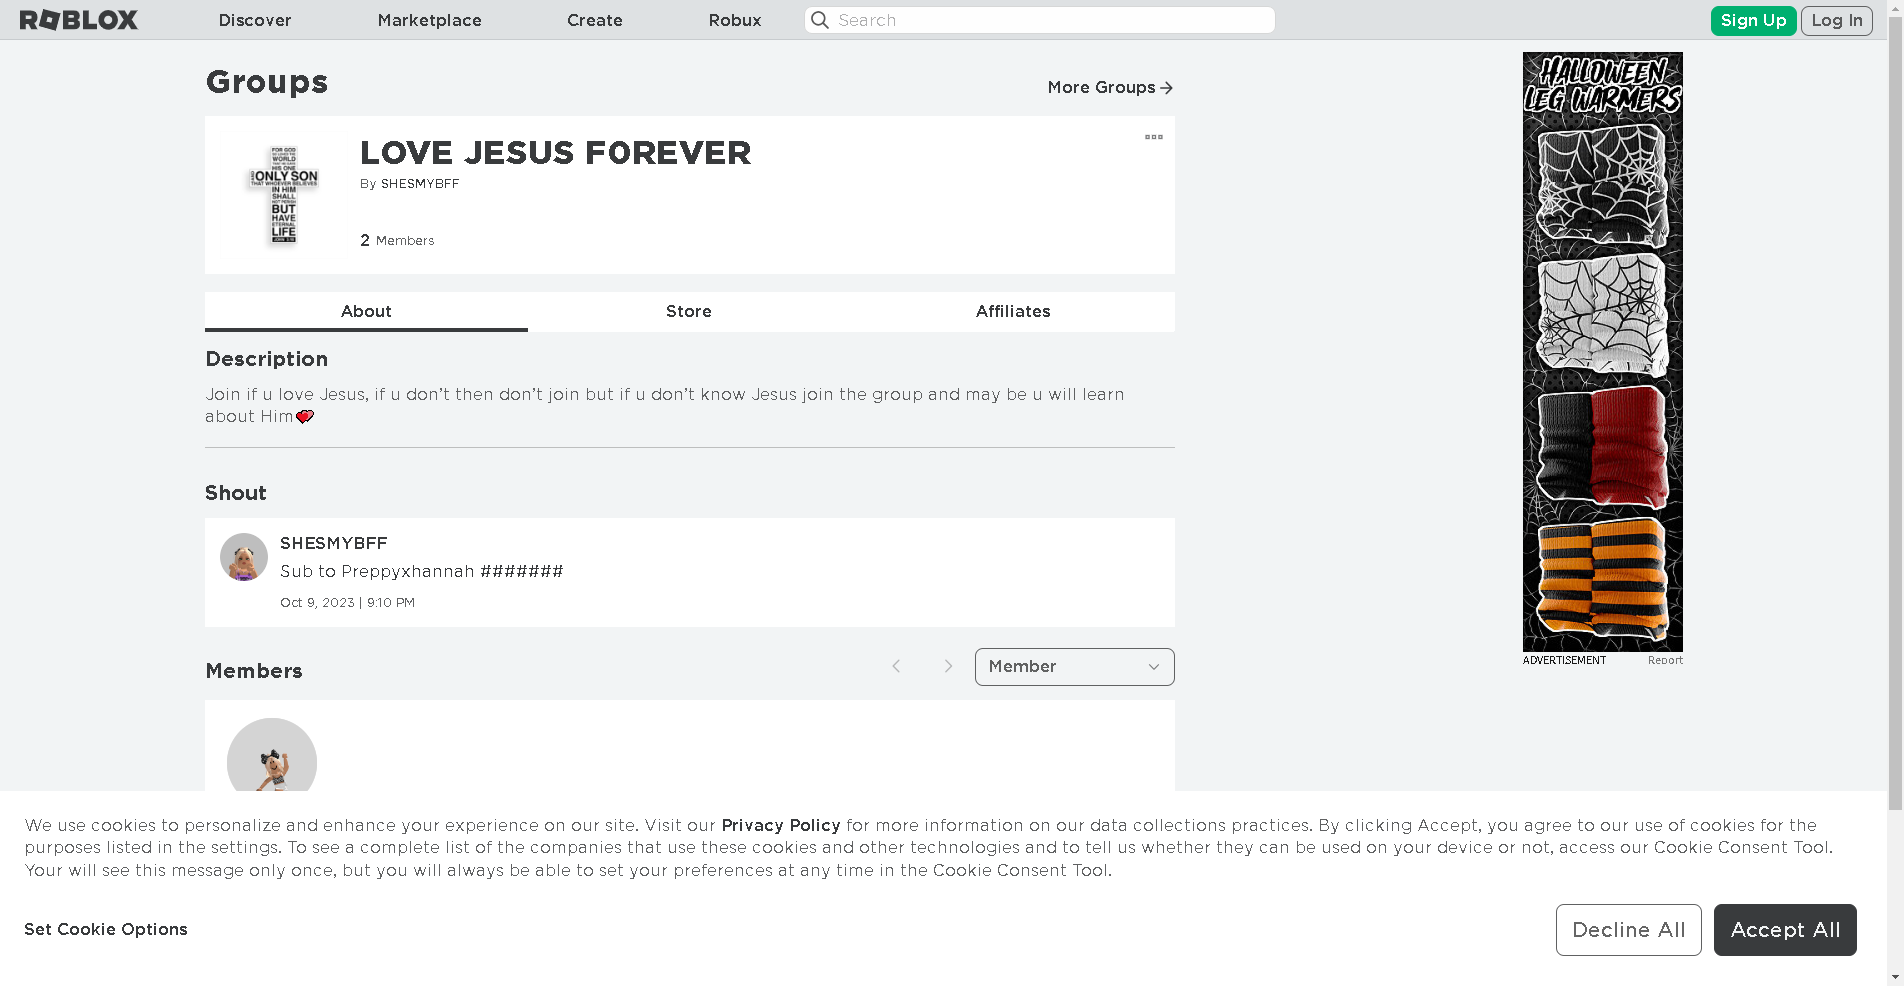 ROBLOX
Discover
Marketplace
Create
Robux
Search
Sign Up
Log In
Groups
More Groups
FOR GOD
SO LOVED THE
WORLD
THAT HE GAVE
HIS ONE
AND ONLY SON
THAT WHOEVER BELIEVES
IN HIM
SHALL
NOT PERISH
BUT
HAVE
ETERNAL
LIFE
JOHN 3:16
LOVE JESUS F0REVER
By SHESMYBFF
2 Members
About
Store
Affiliates
Description
Join if u love Jesus, if u don’t then don’t join but if u don’t know Jesus join the group and may be u will learn
about Him
Shout
SHESMYBFF
Sub to Preppyxhannah #######
Oct 9, 2023 | 9:10 PM
Members
Member
HALLOWEEN
LEG WARMERS
ADVERTISEMENT
Report
We use cookies to personalize and enhance your experience on our site. Visit our Privacy Policy for more information on our data collections practices. By clicking Accept, you agree to our use of cookies for the
purposes listed in the settings. To see a complete list of the companies that use these cookies and other technologies and to tell us whether they can be used on your device or not, access our Cookie Consent Tool.
Your will see this message only once, but you will always be able to set your preferences at any time in the Cookie Consent Tool.
Set Cookie Options
Decline All
Accept All